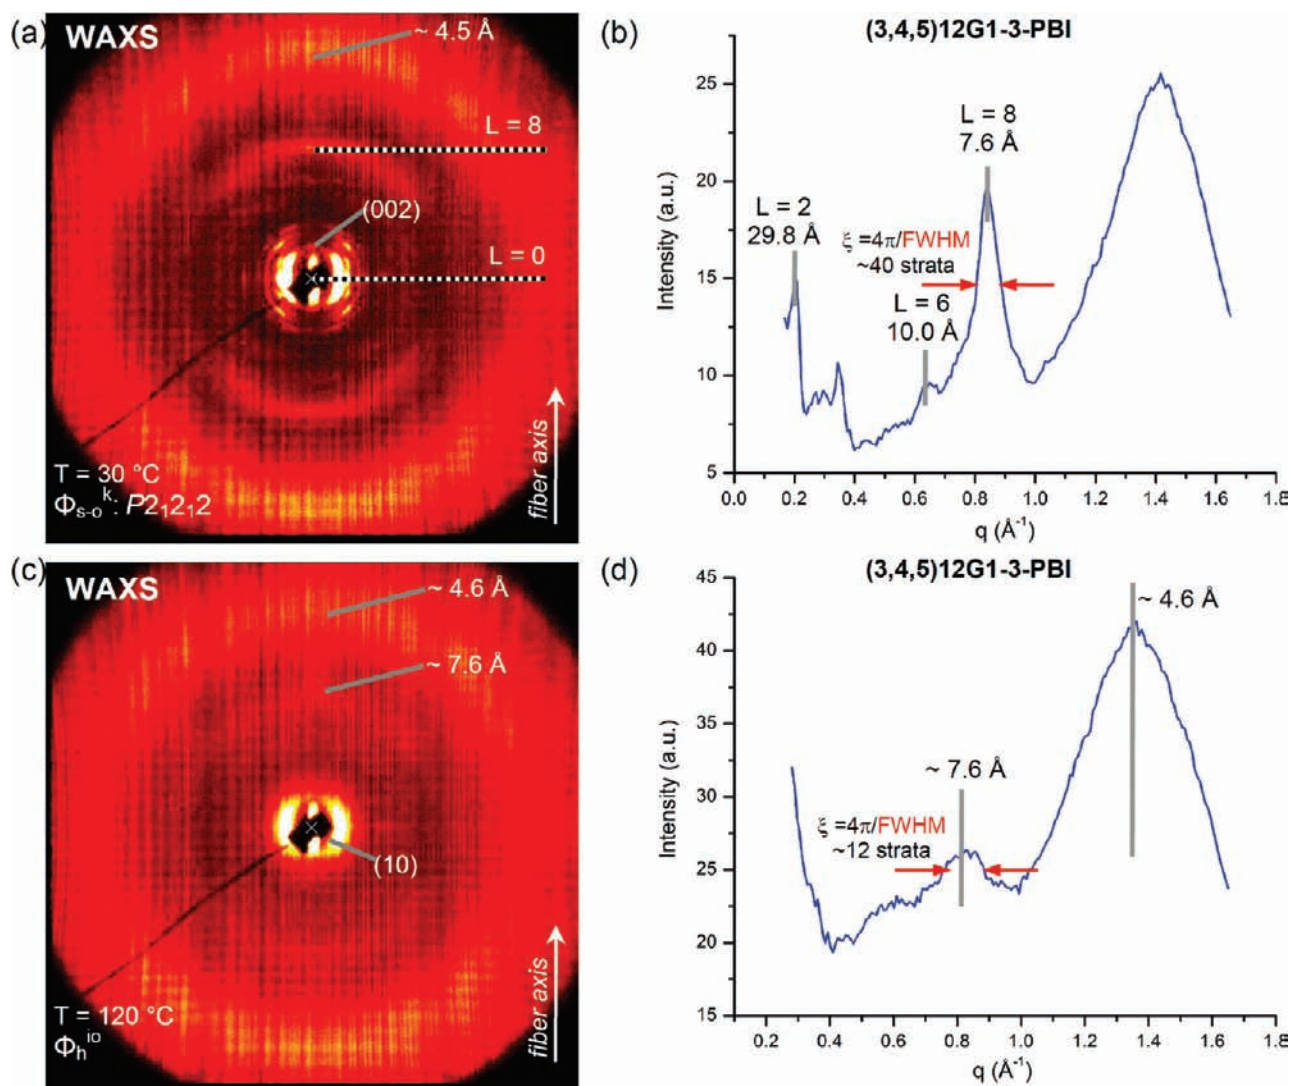 (a)
WAXS
~ 4.5 Å
L = 8
(002)
L = 0
T = 30 °C
Φs-o^k: P2₁2₁2
fiber axis
(b)
(3,4,5)12G1-3-PBI
L = 8
7.6 Å
L = 2
29.8 Å
ξ =4π/FWHM
~40 strata
L = 6
10.0 Å
Intensity (a.u.)
25
20
15
10
5
0.0 0.2 0.4 0.6 0.8 1.0 1.2 1.4 1.6 1.8
q (Å⁻¹)
(c)
WAXS
~ 4.6 Å
~ 7.6 Å
(10)
T = 120 °C
Φh^io
fiber axis
(d)
(3,4,5)12G1-3-PBI
~ 4.6 Å
~ 7.6 Å
ξ =4π/FWHM
~12 strata
Intensity (a.u.)
45
40
35
30
25
20
15
0.2 0.4 0.6 0.8 1.0 1.2 1.4 1.6 1.8
q (Å⁻¹)